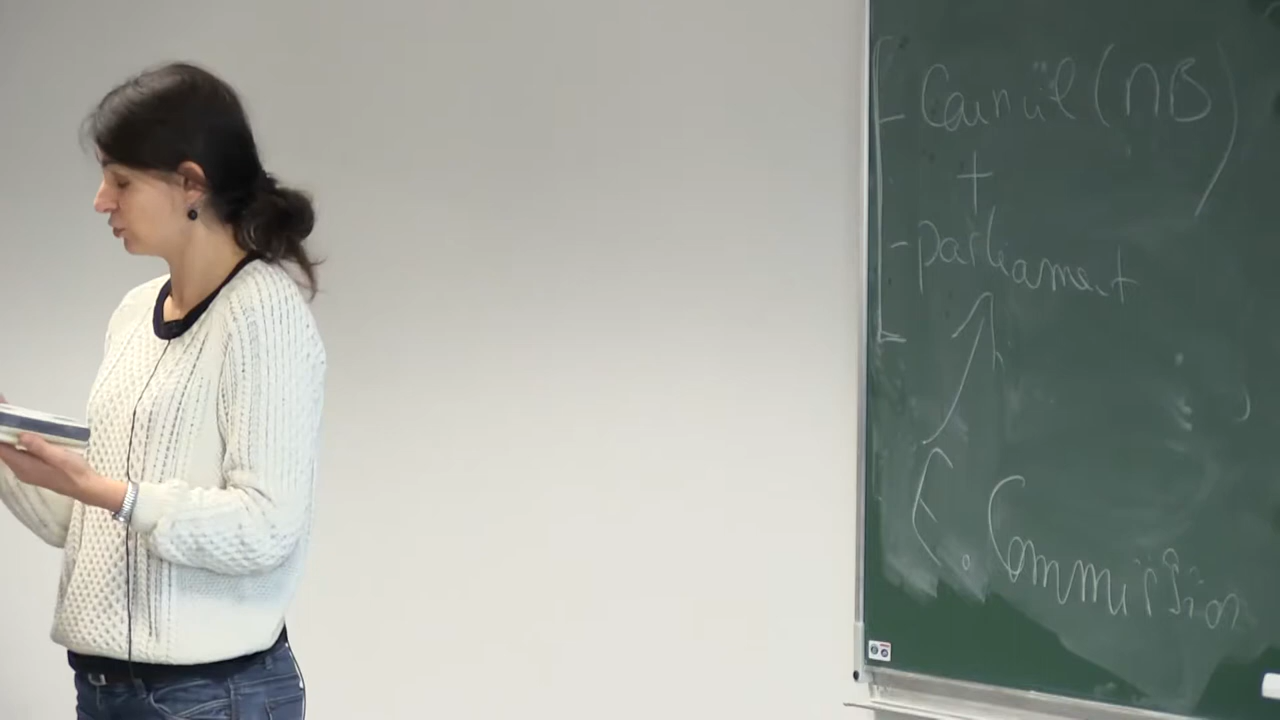 - Council (MB)
+
- parliament
E. Commission